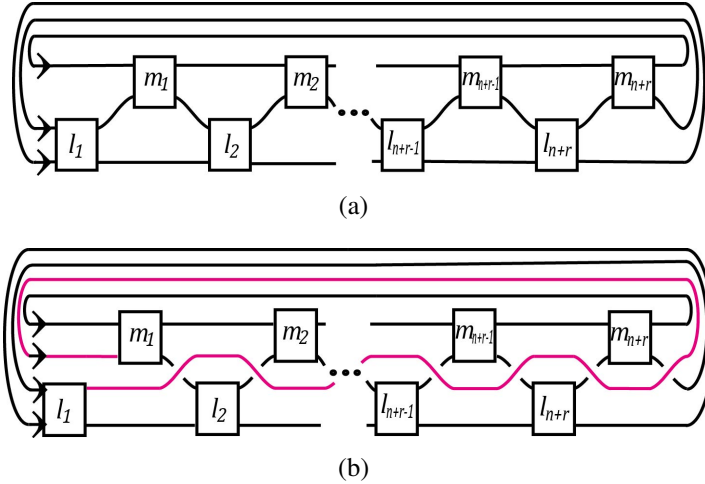 m1 m2 ... mn+r-1 mn+r
l1 l2 ln+r-1 ln+r
(a)
m1 m2 mn+r-1 mn+r
l1 l2 ... ln+r-1 ln+r
(b)